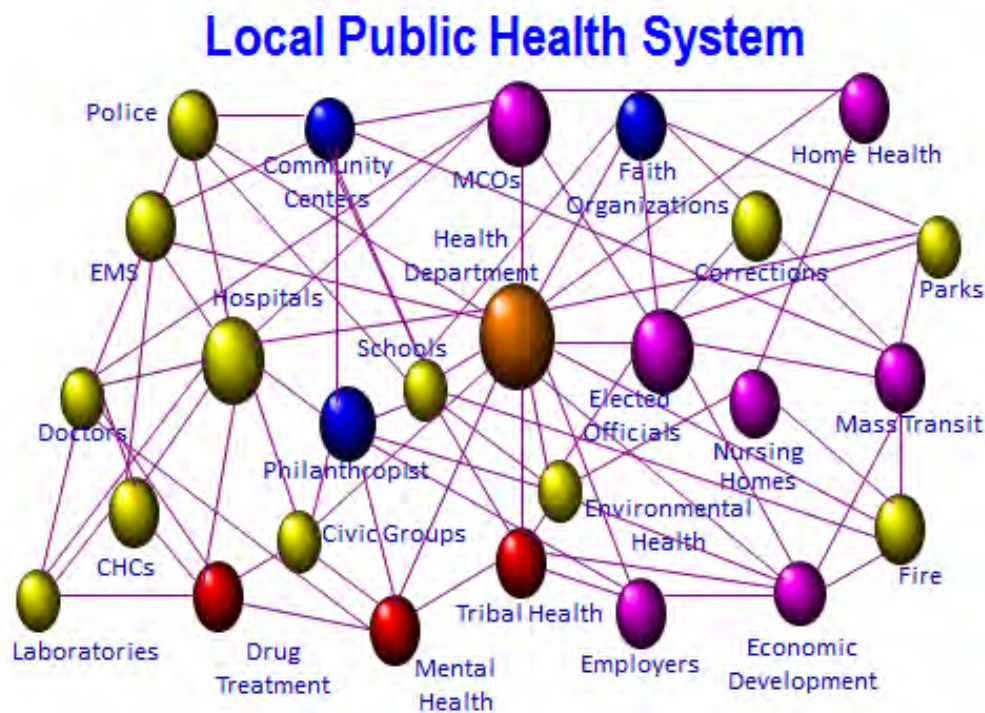 Local Public Health System
Police
Community
Centers
MCOs
Faith
Organizations
Home Health
EMS
Hospitals
Health
Department
Corrections
Parks
Doctors
Schools
Philanthropist
Elected
Officials
Nursing
Homes
Mass Transit
CHCs
Civic Groups
Environmental
Health
Fire
Laboratories
Drug
Treatment
Mental
Health
Tribal Health
Employers
Economic
Development